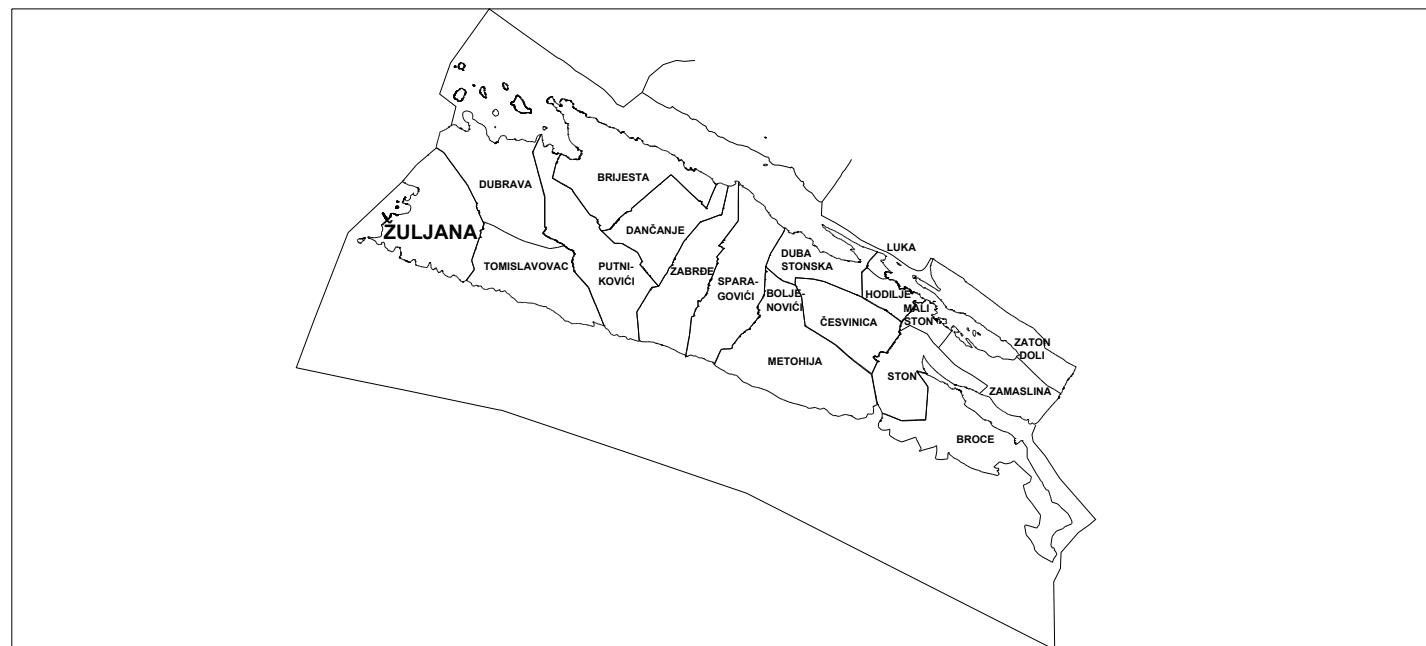 BRIJESTA
DUBRAVA
DANČANJE
ŽULJANA
TOMISLAVOVAC
PUTNI-
KOVIĆI
ZABRĐE
SPARA-
GOVIĆI
DUBA
STONSKA
LUKA
BOLJE-
NOVIĆI
HODILJE
MALI
STON
ČESVINICA
ZATON
DOLI
METOHIJA
STON
ZAMASLINA
BROCE